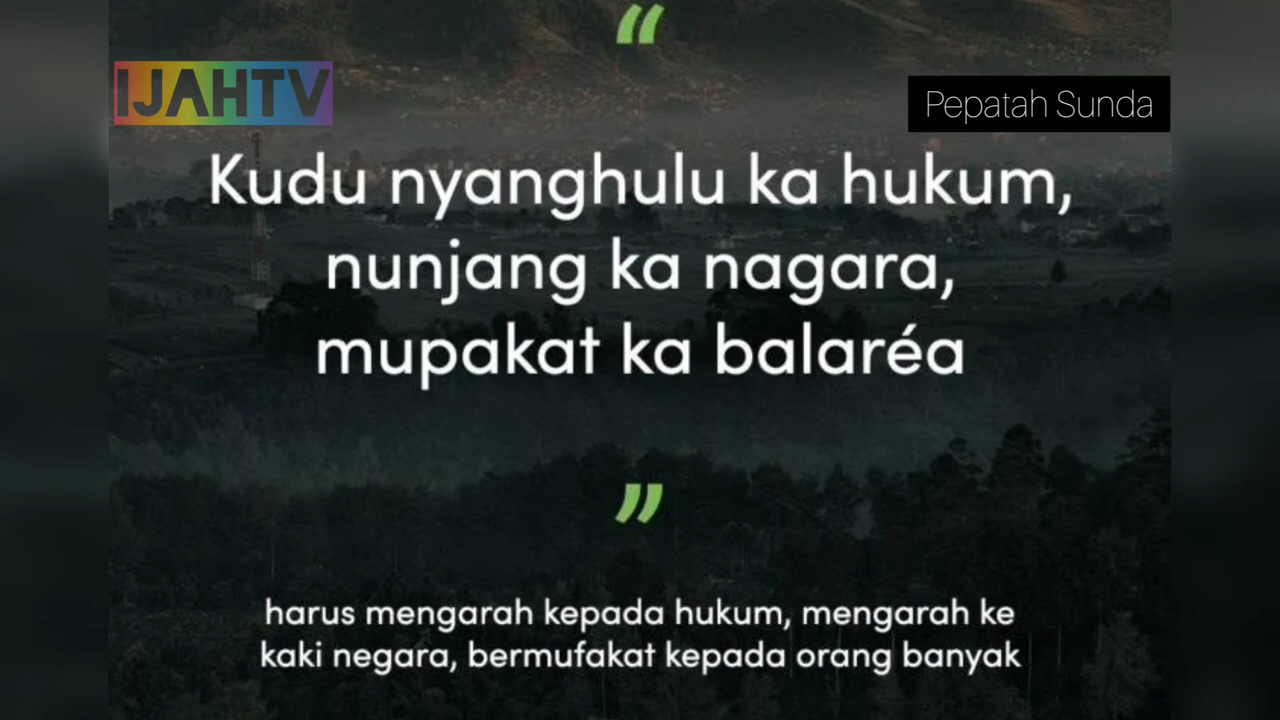 “
IJAHTV
Pepatah Sunda
Kudu nyanghulu ka hukum,
nunjang ka nagara,
mupakat ka balaréa
”
harus mengarah kepada hukum, mengarah ke
kaki negara, bermufakat kepada orang banyak